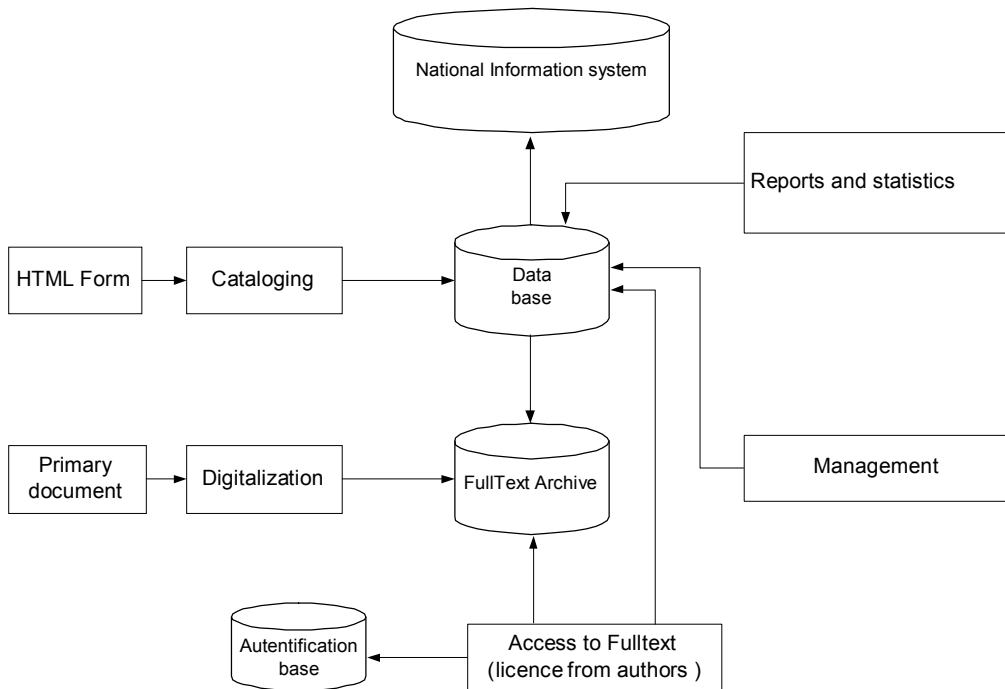 National Information system
Reports and statistics
HTML Form
Cataloging
Data
base
Primary
document
Digitalization
FullText Archive
Management
Autentification
base
Access to Fulltext
(licence from authors )